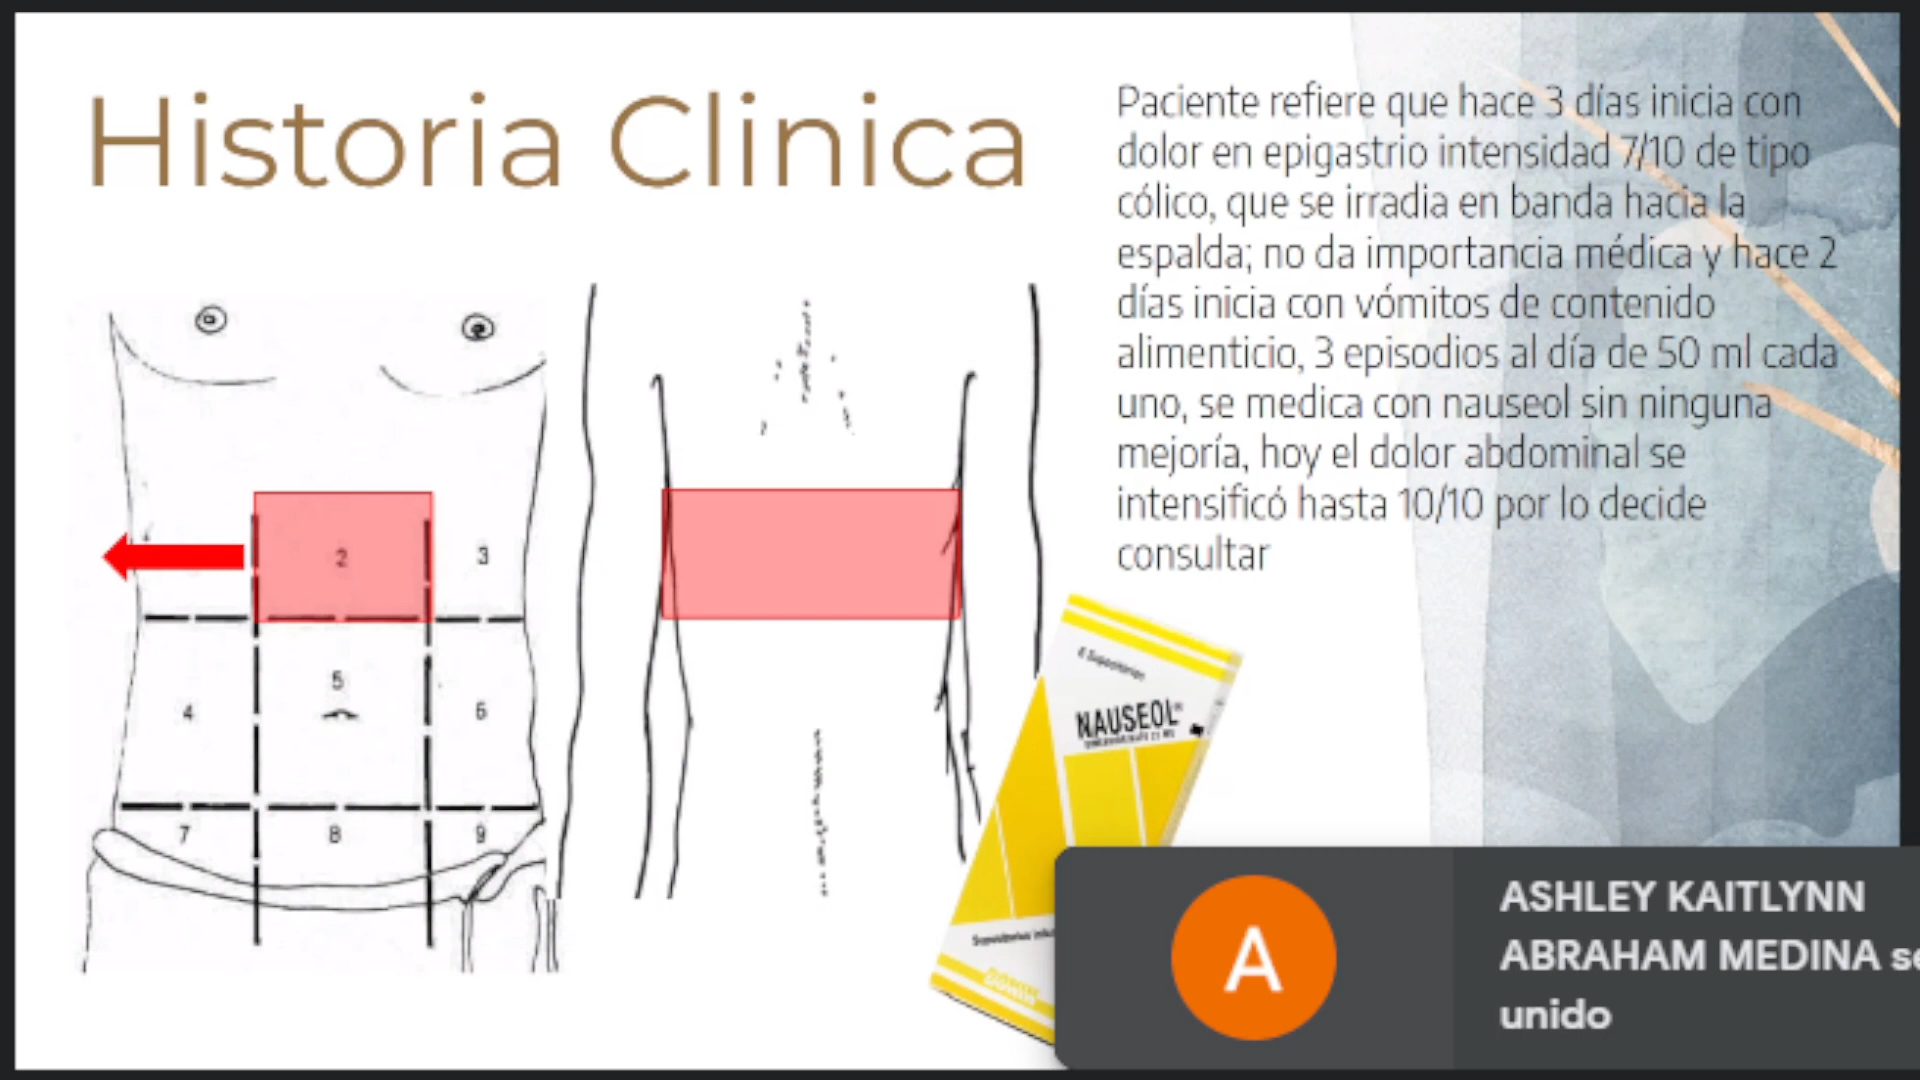 Historia Clinica
Paciente refiere que hace 3 días inicia con
dolor en epigastrio intensidad 7/10 de tipo
cólico, que se irradia en banda hacia la
espalda; no da importancia médica y hace 2
días inicia con vómitos de contenido
alimenticio, 3 episodios al día de 50 ml cada
uno, se medica con nauseol sin ninguna
mejoría, hoy el dolor abdominal se
intensificó hasta 10/10 por lo decide
consultar
2
3
5
4
6
7
8
9
NAUSEOL®
DONIN
A
ASHLEY KAITLYNN
ABRAHAM MEDINA se
unido